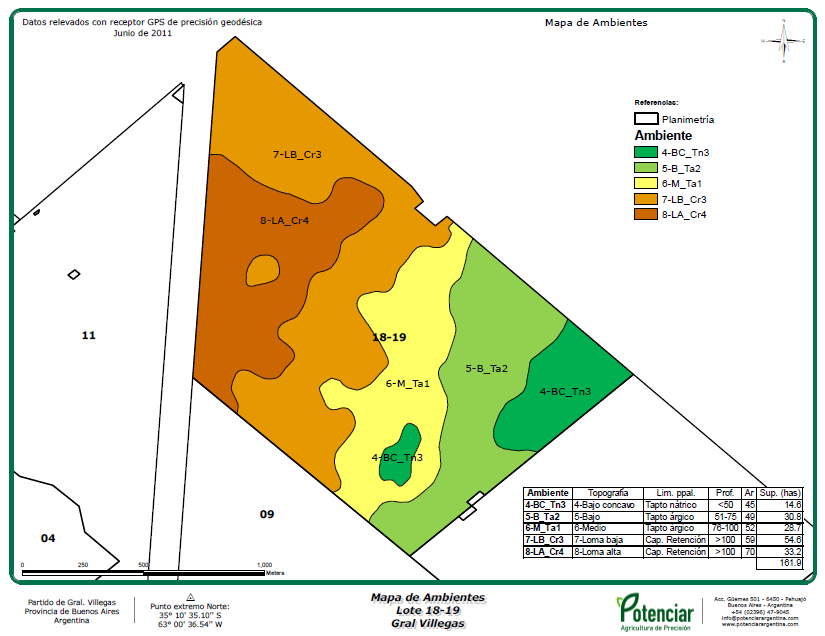 Datos relevados con receptor GPS de precisión geodésica
Junio de 2011
Mapa de Ambientes
Referencias:
Planimetría
Ambiente
4-BC_Tn3
5-B_Ta2
6-M_Ta1
7-LB_Cr3
8-LA_Cr4
7-LB_Cr3
8-LA_Cr4
11
18-19
5-B_Ta2
6-M_Ta1
4-BC_Tn3
4-BC_Tn3
09
04
Ambiente Topografía Lim. ppal. Prof. Ar Sup. (has)
4-BC_Tn3 4-Bajo concavo Tapto nátrico <50 45 14.6
5-B_Ta2 5-Bajo Tapto árgico 51-75 49 30.8
6-M_Ta1 6-Medio Tapto árgico 76-100 52 28.7
7-LB_Cr3 7-Loma baja Cap. Retención >100 59 54.6
8-LA_Cr4 8-Loma alta Cap. Retención >100 70 33.2
161.9
0 250 500 1,000
Meters
Partido de Gral. Villegas
Provincia de Buenos Aires
Argentina
Punto extremo Norte:
35° 10' 35.10'' S
63° 00' 36.54'' W
Mapa de Ambientes
Lote 18-19
Gral Villegas
Potenciar
Agricultura de Precisión
Acc. Güemes 501 - 6450 - Pehuajó
Buenos Aires - Argentina
+54 (02396) 47-9045
info@potenciarargentina.com
www.potenciarargentina.com